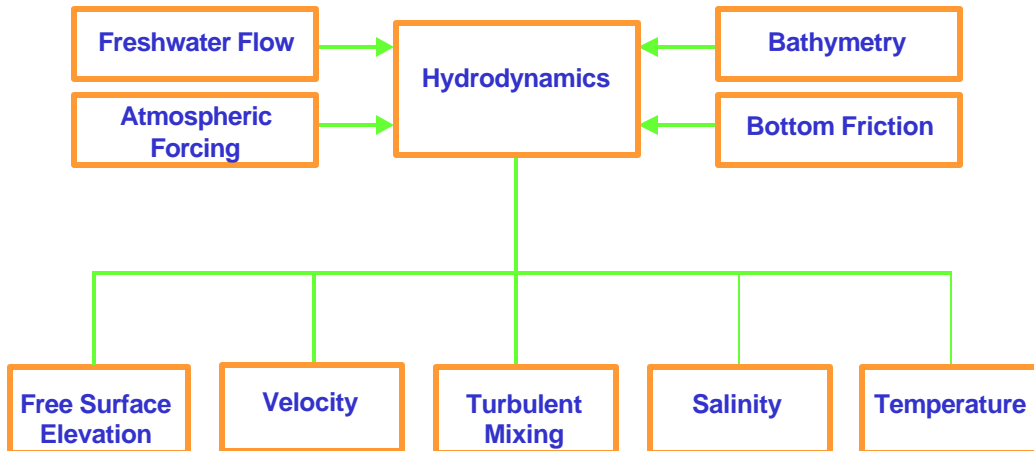 Freshwater Flow
Atmospheric
Forcing
Hydrodynamics
Bathymetry
Bottom Friction
Free Surface
Elevation
Velocity
Turbulent
Mixing
Salinity
Temperature